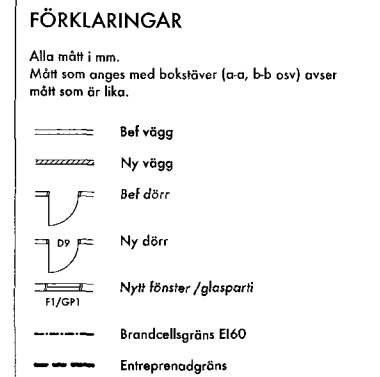 FÖRKLARINGAR
Alla mått i mm.
Mått som anges med bokstäver (a-a, b-b osv) avser
mått som är lika.
Bef vägg
Ny vägg
Bef dörr
D9 Ny dörr
Nytt fönster /glasparti
F1/GP1
Brandcellsgräns EI60
Entreprenadgräns